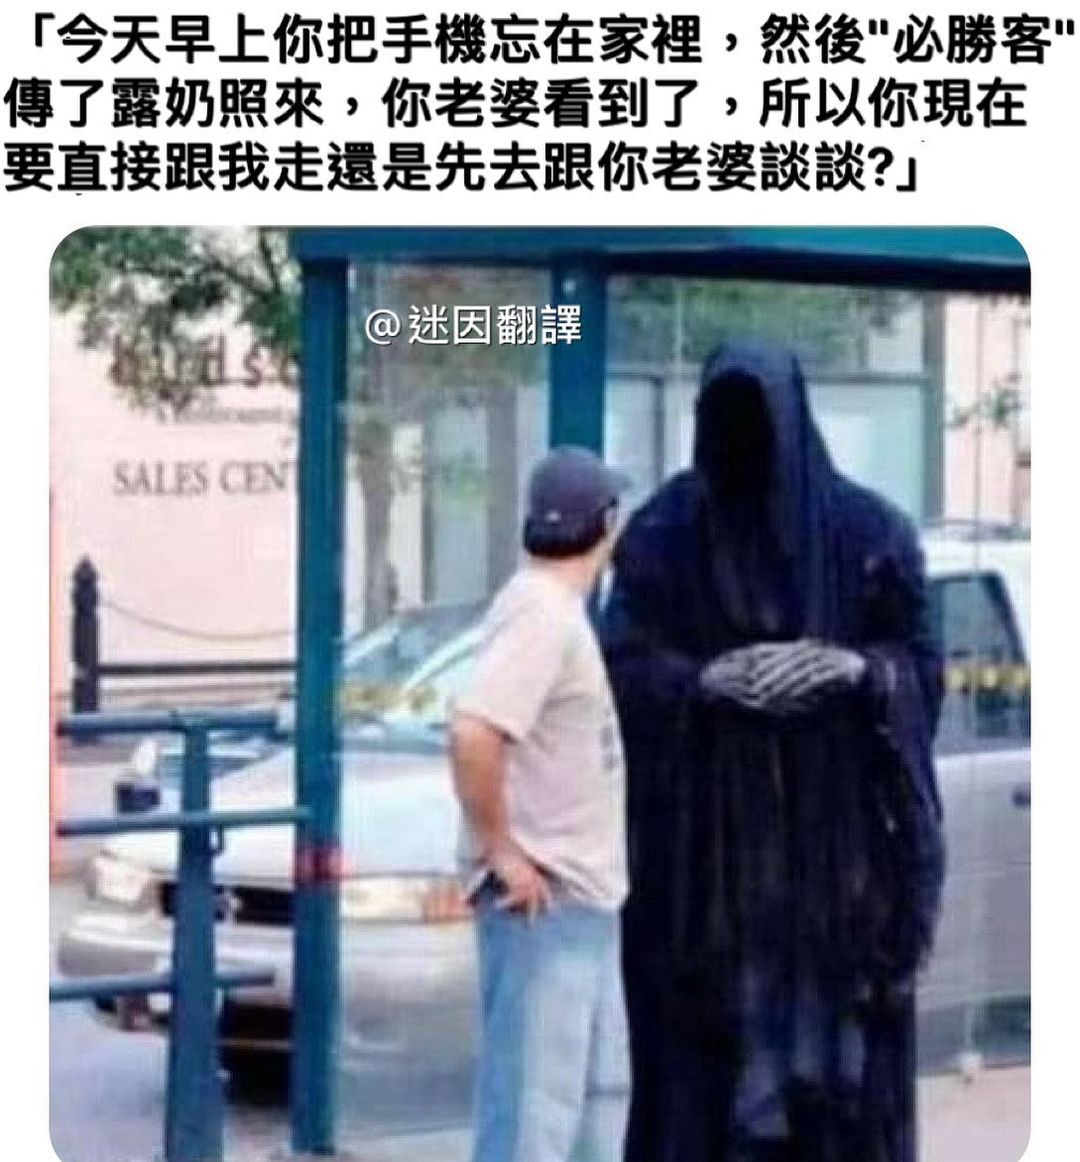 「今天早上你把手機忘在家裡，然後"必勝客"
傳了露奶照來，你老婆看到了，所以你現在
要直接跟我走還是先去跟你老婆談談?」
@迷因翻譯
SALES CEN